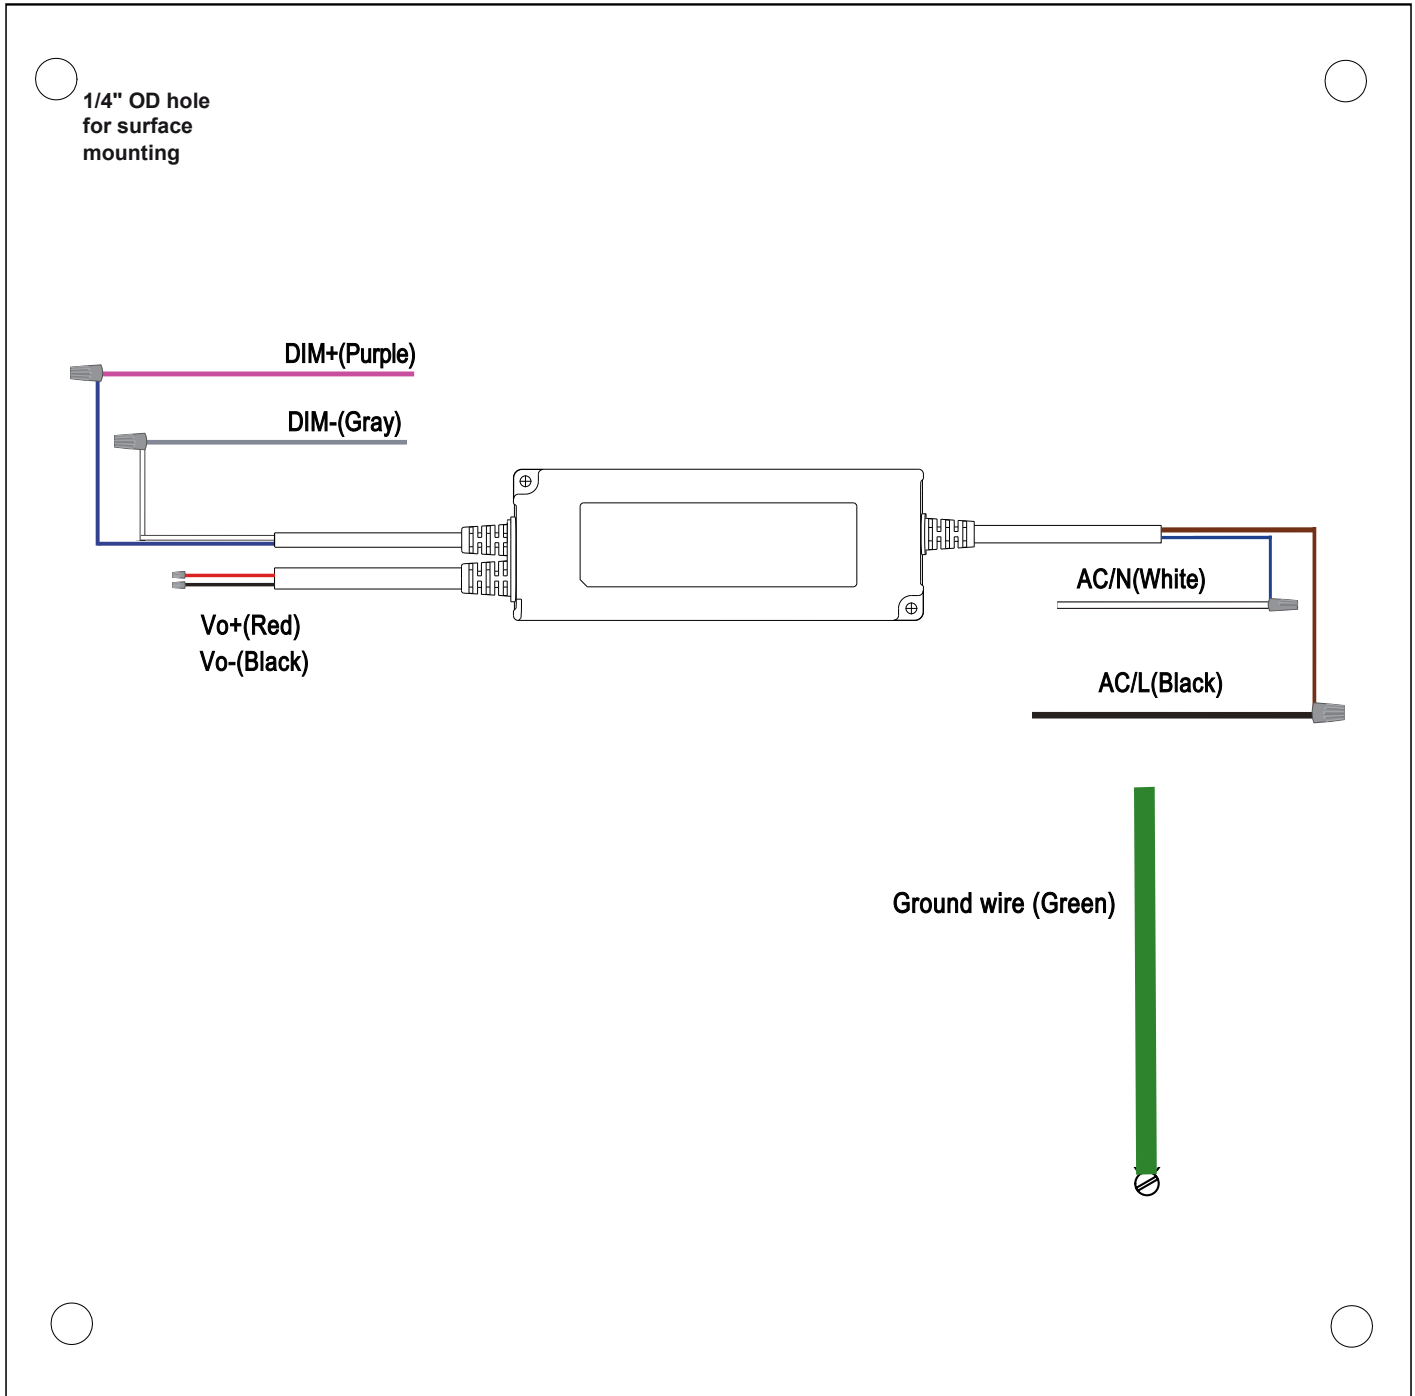 1/4" OD hole
for surface
mounting
DIM+(Purple)
DIM-(Gray)
AC/N(White)
Vo+(Red)
Vo-(Black)
AC/L(Black)
Ground wire (Green)